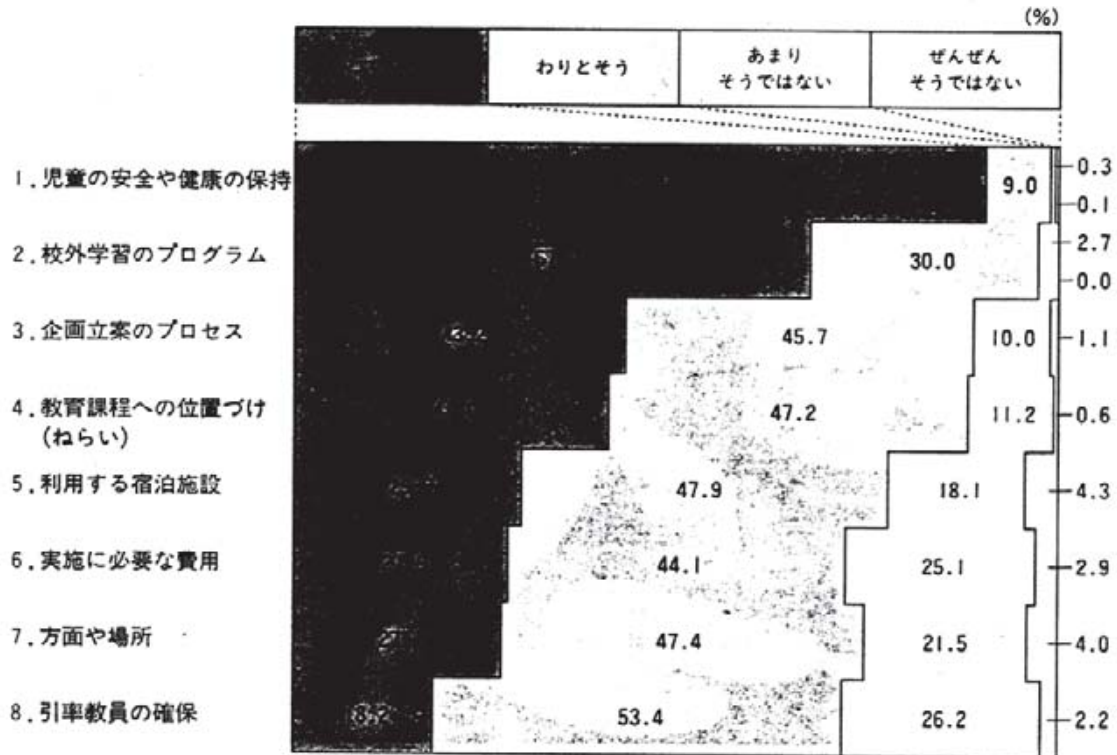 (%)
わりとそう
あまり
そうではない
ぜんぜん
そうではない
1.児童の安全や健康の保持
9.0
0.3
0.1
2.校外学習のプログラム
30.0
2.7
0.0
3.企画立案のプロセス
45.7
10.0
1.1
4.教育課程への位置づけ
(ねらい)
47.2
11.2
0.6
5.利用する宿泊施設
47.9
18.1
4.3
6.実施に必要な費用
44.1
25.1
2.9
7.方面や場所
47.4
21.5
4.0
8.引率教員の確保
53.4
26.2
2.2